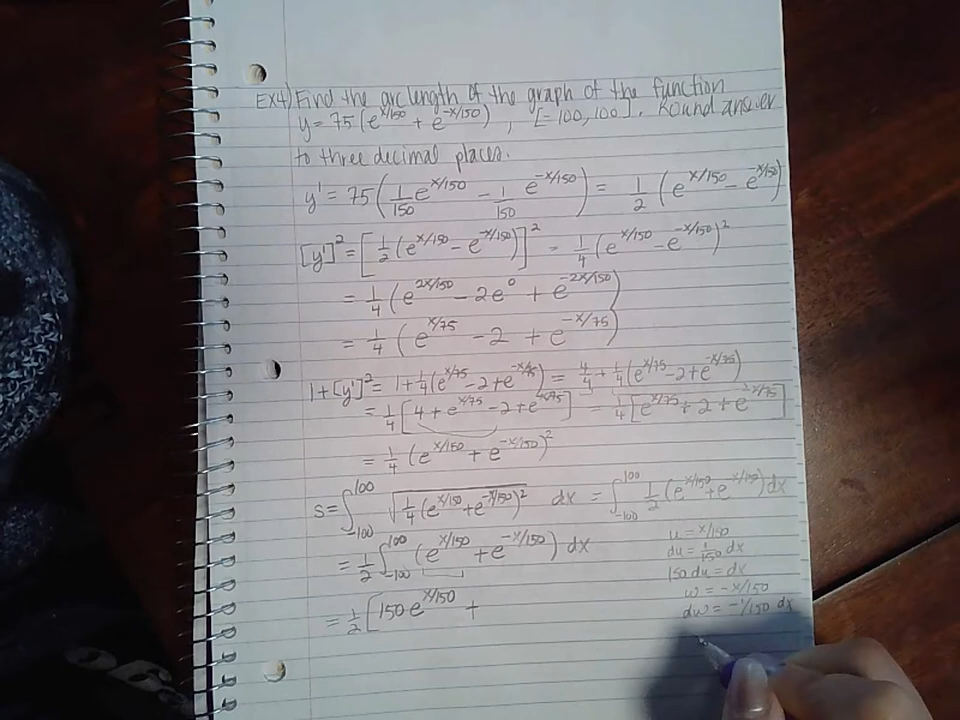 Ex4) Find the arc length of the graph of the function
y = 75(e^{x/150} + e^{-x/150}), [-100, 100]. Round answer
to three decimal places.
y' = 75(1/150 e^{x/150} - 1/150 e^{-x/150}) = 1/2 (e^{x/150} - e^{-x/150})
[y']^2 = [1/2 (e^{x/150} - e^{-x/150})]^2 = 1/4 (e^{x/150} - e^{-x/150})^2
= 1/4 (e^{2x/150} - 2e^0 + e^{-2x/150})
= 1/4 (e^{x/75} - 2 + e^{-x/75})
1+[y']^2 = 1+1/4(e^{x/75} - 2 + e^{-x/75}) = 4/4 + 1/4(e^{x/75} - 2 + e^{-x/75})
= 1/4 [4 + e^{x/75} - 2 + e^{-x/75}] = 1/4 [e^{x/75} + 2 + e^{-x/75}]
= 1/4 (e^{x/150} + e^{-x/150})^2
s = ∫_{-100}^{100} √(1/4 (e^{x/150} + e^{-x/150})^2) dx = ∫_{-100}^{100} 1/2 (e^{x/150} + e^{-x/150}) dx
= 1/2 ∫_{-100}^{100} (e^{x/150} + e^{-x/150}) dx
= 1/2 [150 e^{x/150} +
u = x/150
du = 1/150 dx
150 du = dx
w = -x/150
dw = -1/150 dx